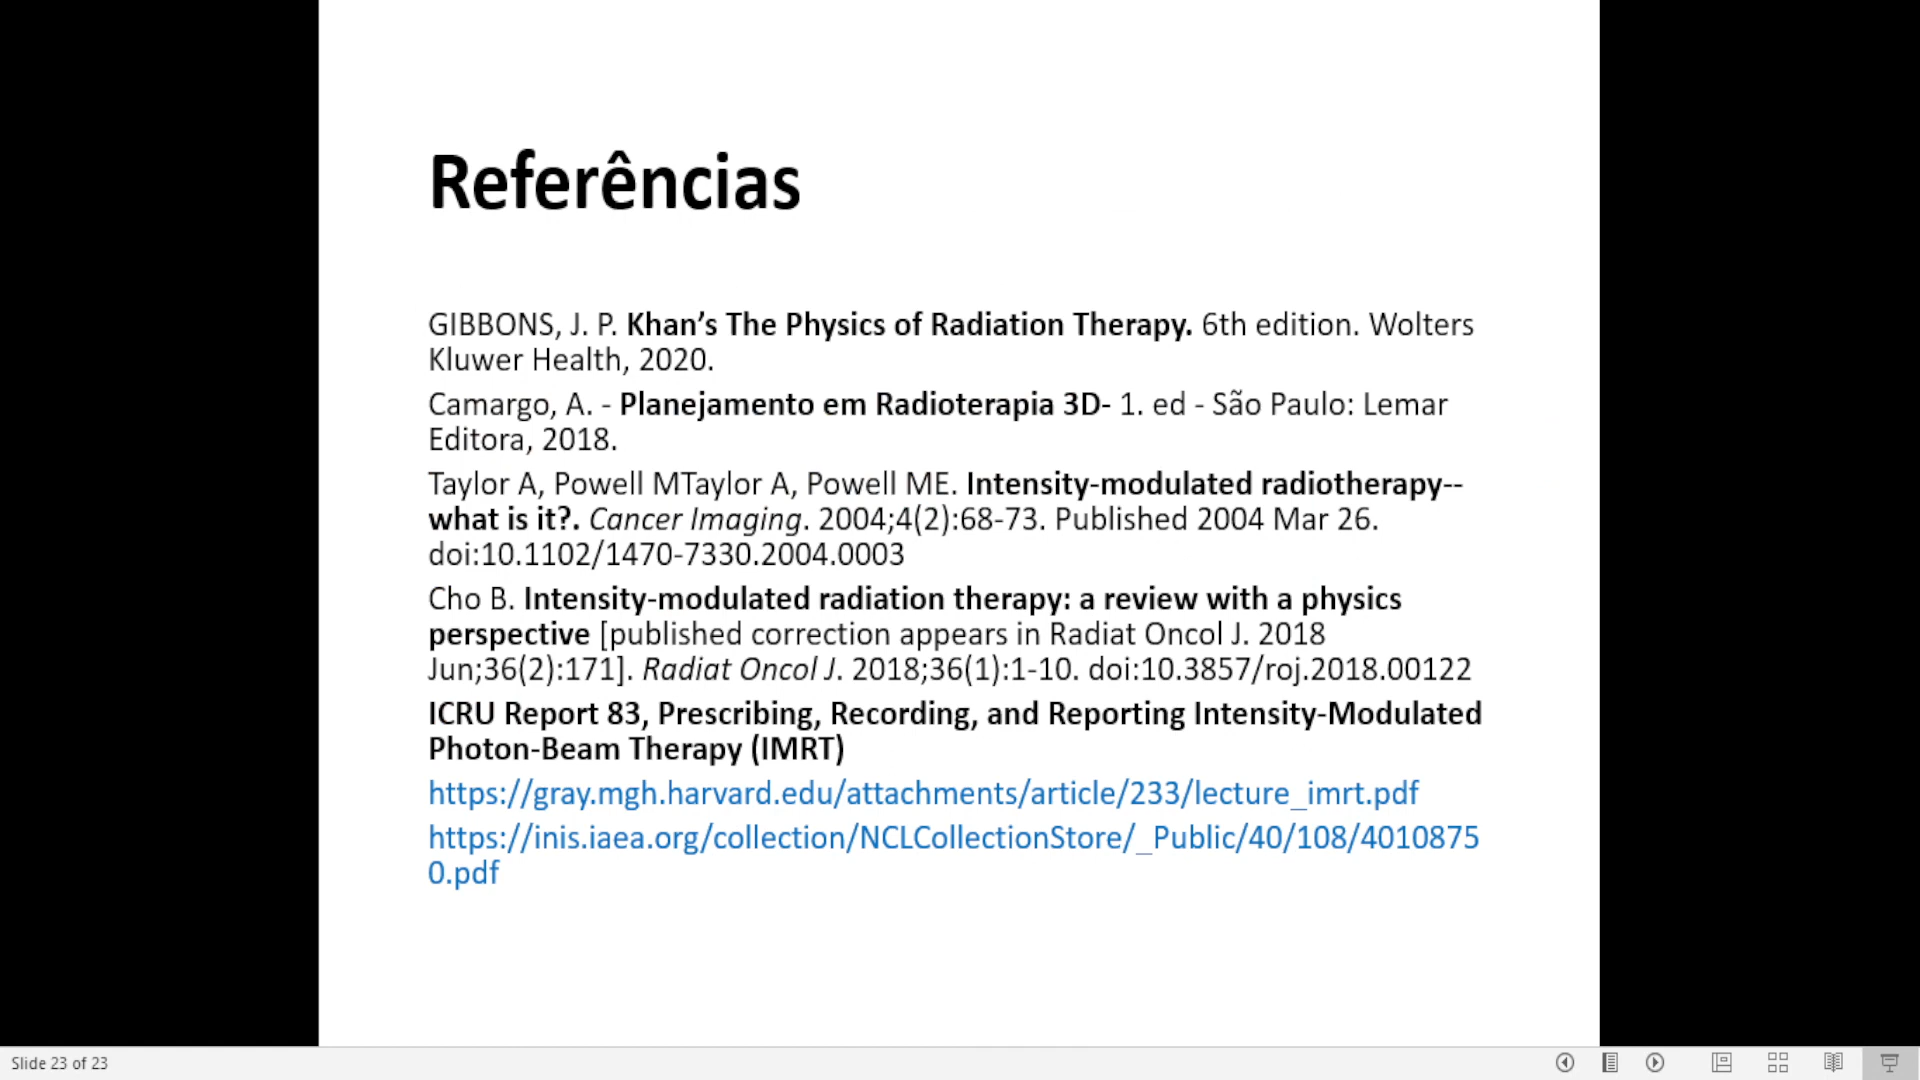 Referências
GIBBONS, J. P. Khan’s The Physics of Radiation Therapy. 6th edition. Wolters
Kluwer Health, 2020.
Camargo, A. - Planejamento em Radioterapia 3D- 1. ed - São Paulo: Lemar
Editora, 2018.
Taylor A, Powell MTaylor A, Powell ME. Intensity-modulated radiotherapy--
what is it?. Cancer Imaging. 2004;4(2):68-73. Published 2004 Mar 26.
doi:10.1102/1470-7330.2004.0003
Cho B. Intensity-modulated radiation therapy: a review with a physics
perspective [published correction appears in Radiat Oncol J. 2018
Jun;36(2):171]. Radiat Oncol J. 2018;36(1):1-10. doi:10.3857/roj.2018.00122
ICRU Report 83, Prescribing, Recording, and Reporting Intensity-Modulated
Photon-Beam Therapy (IMRT)
https://gray.mgh.harvard.edu/attachments/article/233/lecture_imrt.pdf
https://inis.iaea.org/collection/NCLCollectionStore/_Public/40/108/4010875
0.pdf
Slide 23 of 23